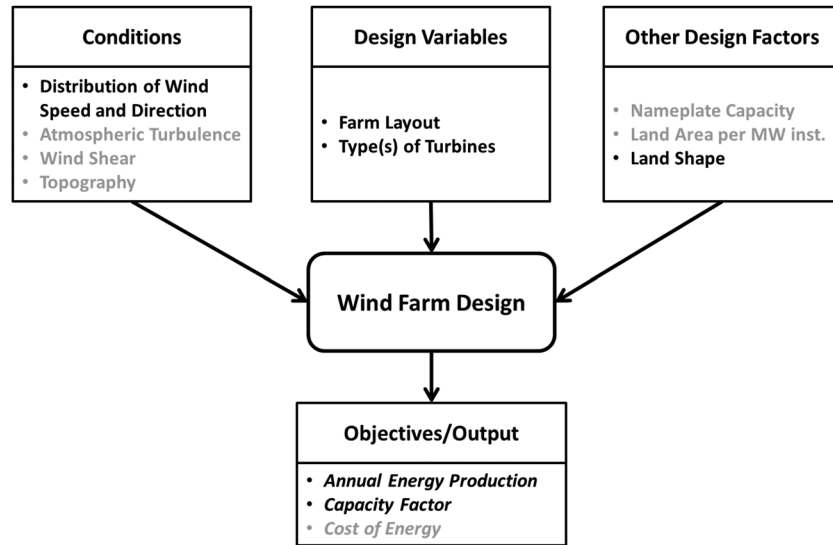 Conditions
• Distribution of Wind
Speed and Direction
• Atmospheric Turbulence
• Wind Shear
• Topography
Design Variables
• Farm Layout
• Type(s) of Turbines
Other Design Factors
• Nameplate Capacity
• Land Area per MW inst.
• Land Shape
Wind Farm Design
Objectives/Output
• Annual Energy Production
• Capacity Factor
• Cost of Energy